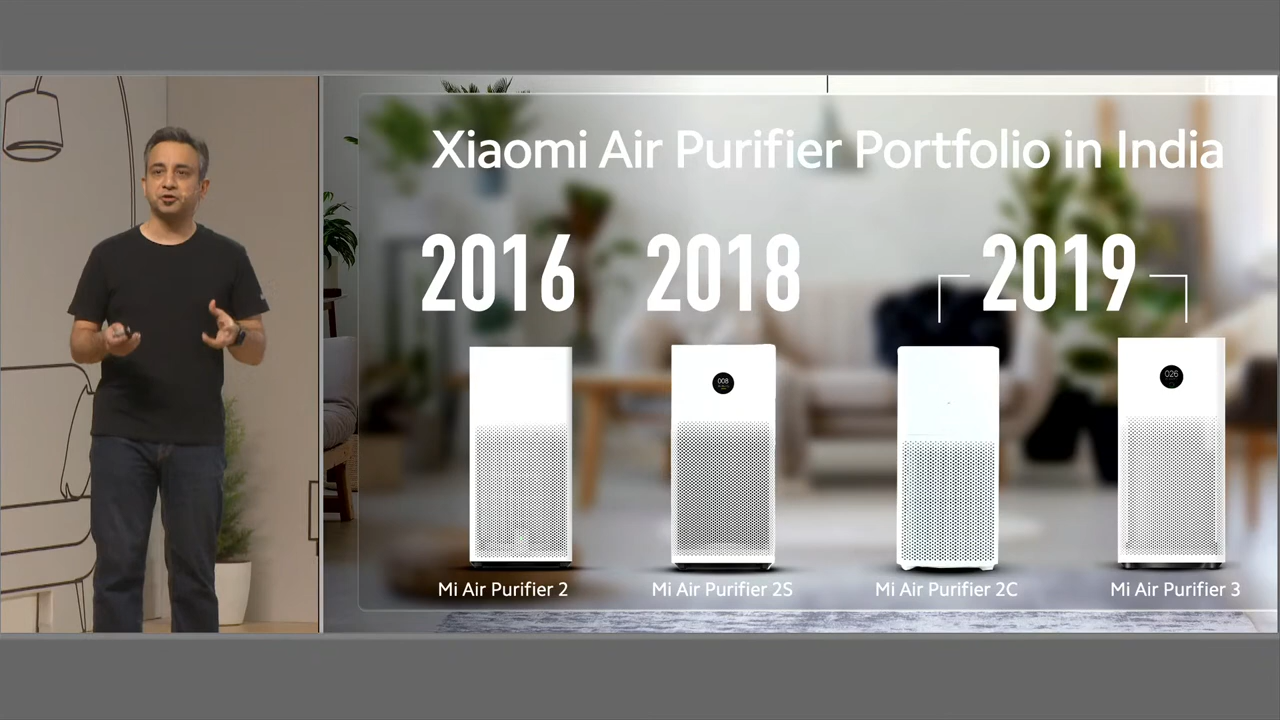 Xiaomi Air Purifier Portfolio in India
2016 2018 2019
008
026
Mi Air Purifier 2 Mi Air Purifier 2S Mi Air Purifier 2C Mi Air Purifier 3